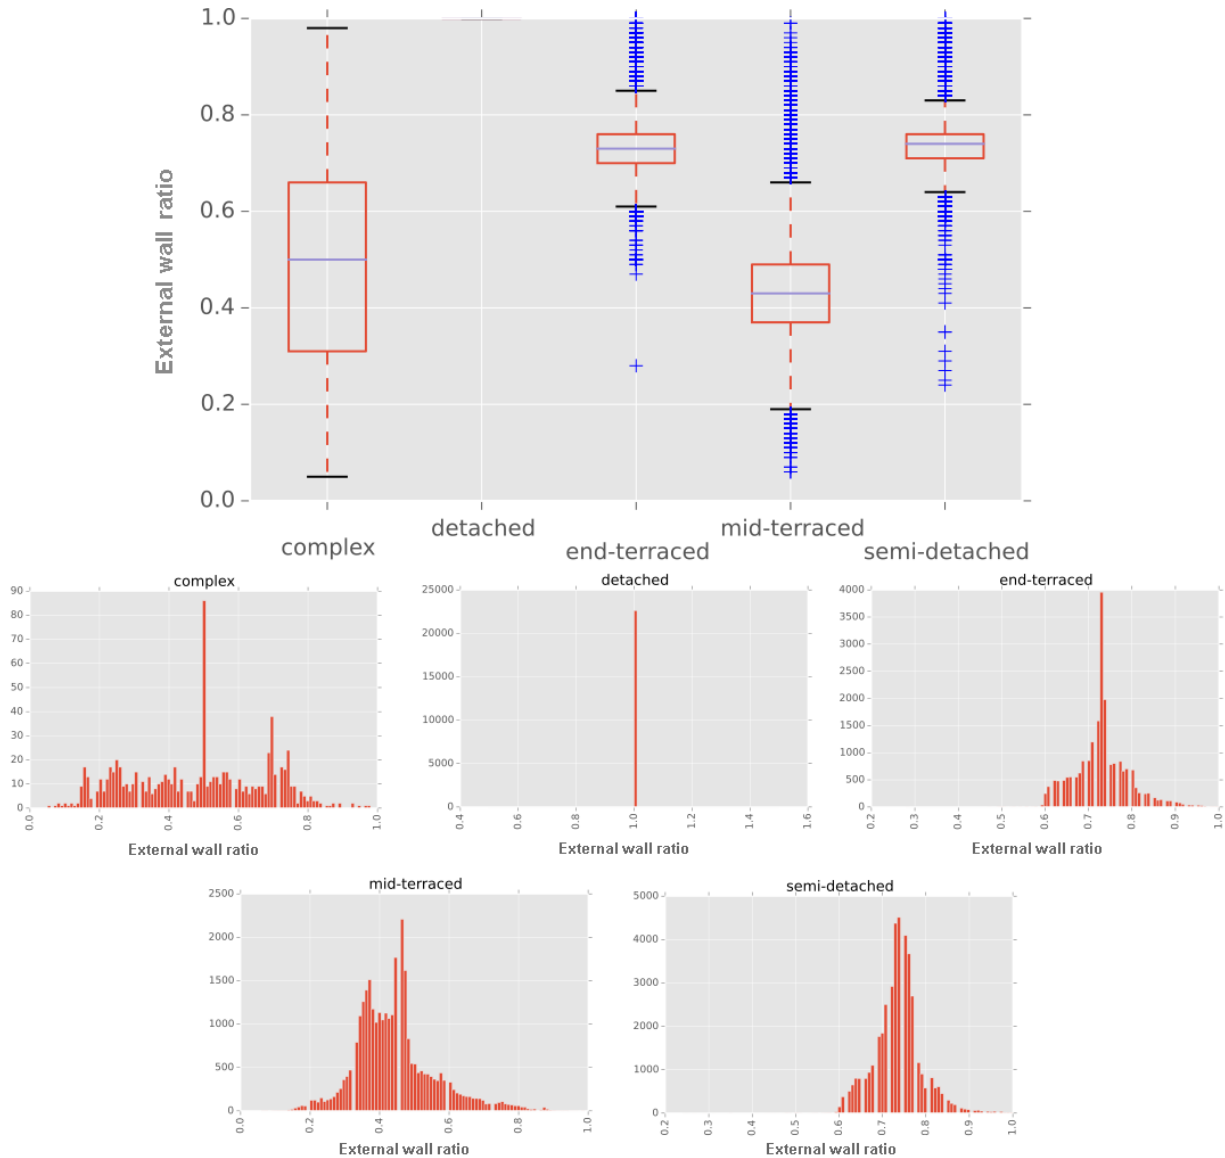 1.0
0.8
0.6
0.4
0.2
0.0
External wall ratio
complex
detached
end-terraced
mid-terraced
semi-detached
complex
90
80
70
60
50
40
30
20
10
0
0.0 0.2 0.4 0.6 0.8 1.0
External wall ratio
detached
25000
20000
15000
10000
5000
0
0.4 0.6 0.8 1.0 1.2 1.4 1.6
External wall ratio
end-terraced
4000
3500
3000
2500
2000
1500
1000
500
0
0.2 0.3 0.4 0.5 0.6 0.7 0.8 0.9 1.0
External wall ratio
mid-terraced
2500
2000
1500
1000
500
0
0.0 0.2 0.4 0.6 0.8 1.0
External wall ratio
semi-detached
5000
4000
3000
2000
1000
0
0.2 0.3 0.4 0.5 0.6 0.7 0.8 0.9 1.0
External wall ratio